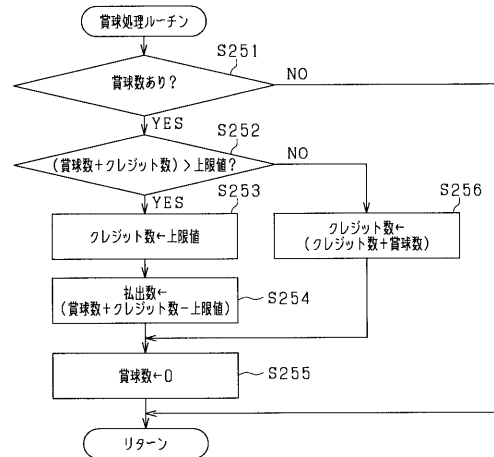 賞球処理ルーチン
S251
賞球数あり?
NO
YES
S252
(賞球数+クレジット数)>上限値?
NO
YES
S253
クレジット数←上限値
S256
クレジット数←
(クレジット数+賞球数)
払出数←
(賞球数+クレジット数-上限値)
S254
賞球数←0
S255
リターン